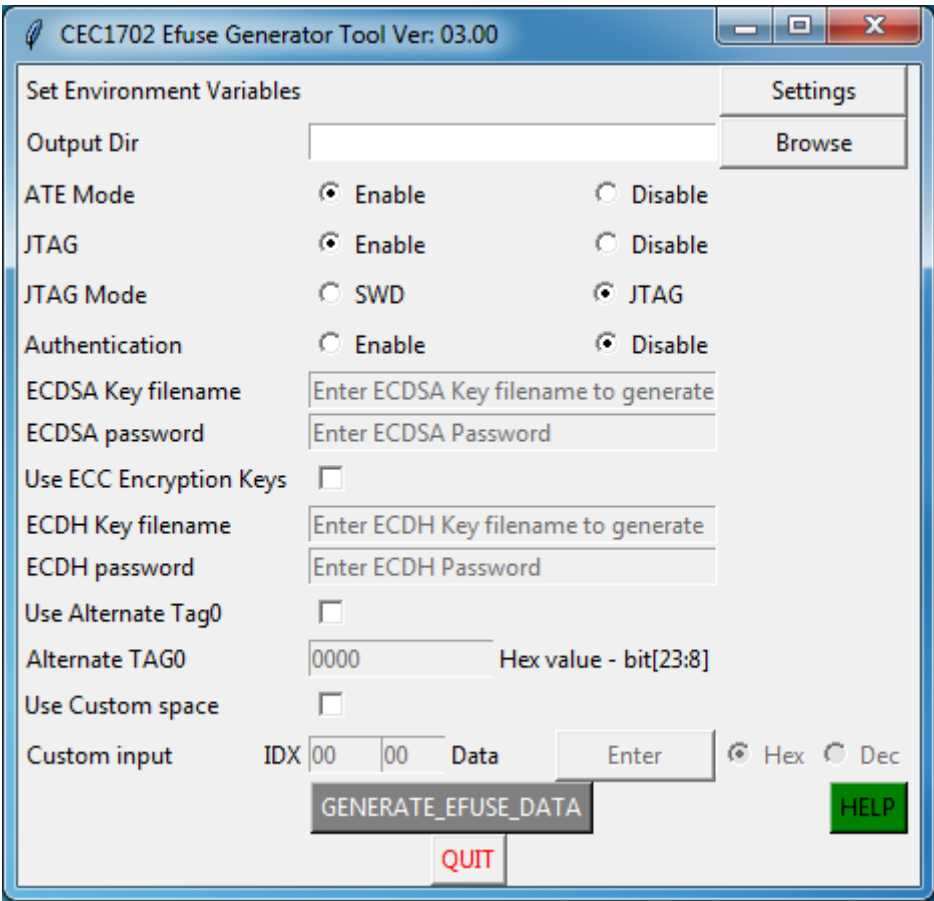 CEC1702 Efuse Generator Tool Ver: 03.00
Set Environment Variables Settings
Output Dir Browse
ATE Mode Enable Disable
JTAG Enable Disable
JTAG Mode SWD JTAG
Authentication Enable Disable
ECDSA Key filename Enter ECDSA Key filename to generate
ECDSA password Enter ECDSA Password
Use ECC Encryption Keys
ECDH Key filename Enter ECDH Key filename to generate
ECDH password Enter ECDH Password
Use Alternate Tag0
Alternate TAG0 0000 Hex value - bit[23:8]
Use Custom space
Custom input IDX 00 00 Data Enter Hex Dec
GENERATE_EFUSE_DATA HELP
QUIT